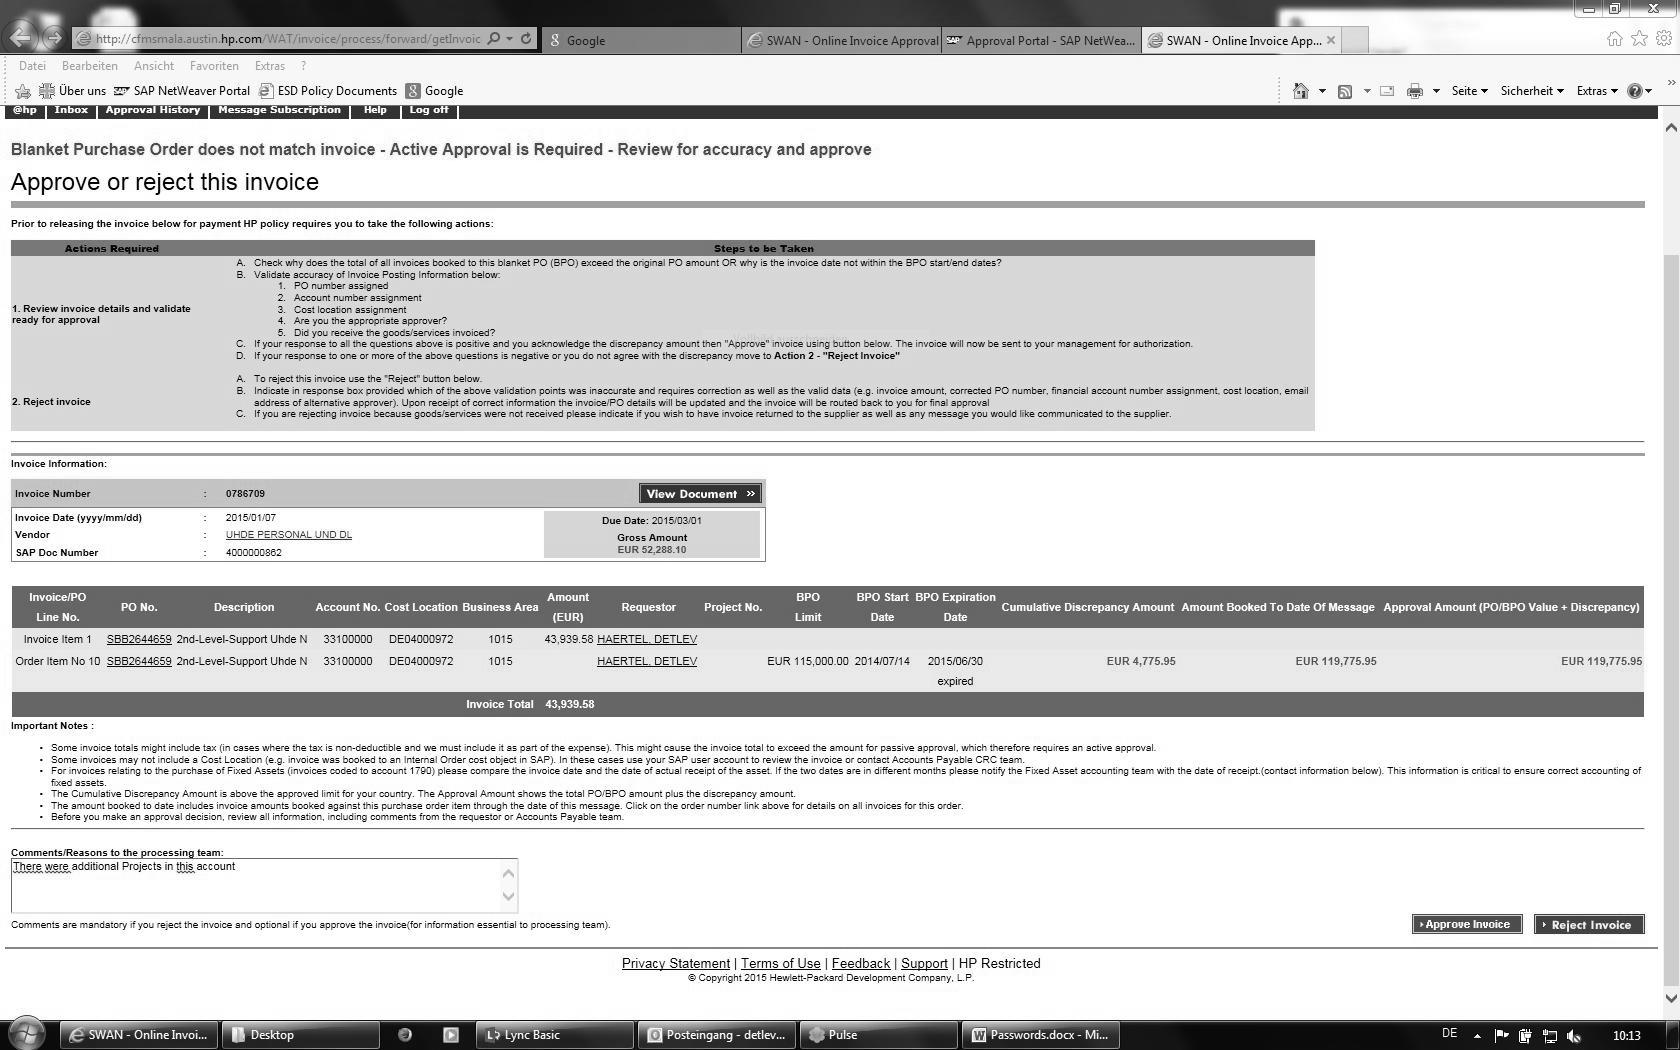 http://cfmsmala.austin.hp.com/WAT/invoice/process/forward/getInvoic
Google
SWAN - Online Invoice Approval
Approval Portal - SAP NetWea...
SWAN - Online Invoice App...
Datei Bearbeiten Ansicht Favoriten Extras ?
Über uns SAP NetWeaver Portal ESD Policy Documents Google
Seite Sicherheit Extras
@hp Inbox Approval History Message Subscription Help Log off
Blanket Purchase Order does not match invoice - Active Approval is Required - Review for accuracy and approve
Approve or reject this invoice
Prior to releasing the invoice below for payment HP policy requires you to take the following actions:
Actions Required Steps to be Taken
1. Review invoice details and validate
ready for approval
A. Check why does the total of all invoices booked to this blanket PO (BPO) exceed the original PO amount OR why is the invoice date not within the BPO start/end dates?
B. Validate accuracy of Invoice Posting Information below:
1. PO number assigned
2. Account number assignment
3. Cost location assignment
4. Are you the appropriate approver?
5. Did you receive the goods/services invoiced?
C. If your response to all the questions above is positive and you acknowledge the discrepancy amount then "Approve" invoice using button below. The invoice will now be sent to your management for authorization.
D. If your response to one or more of the above questions is negative or you do not agree with the discrepancy move to Action 2 - "Reject Invoice"
2. Reject invoice
A. To reject this invoice use the "Reject" button below.
B. Indicate in response box provided which of the above validation points was inaccurate and requires correction as well as the valid data (e.g. invoice amount, corrected PO number, financial account number assignment, cost location, email
address of alternative approver). Upon receipt of correct information the invoice/PO details will be updated and the invoice will be routed back to you for final approval
C. If you are rejecting invoice because goods/services were not received please indicate if you wish to have invoice returned to the supplier as well as any message you would like communicated to the supplier.
Invoice Information:
Invoice Number : 0786709 View Document »
Invoice Date (yyyy/mm/dd) : 2015/01/07
Vendor : UHDE PERSONAL UND DL
SAP Doc Number : 4000000862
Due Date: 2015/03/01
Gross Amount
EUR 52,288.10
Invoice/PO Line No. PO No. Description Account No. Cost Location Business Area Amount (EUR) Requestor Project No. BPO Limit BPO Start Date BPO Expiration Date Cumulative Discrepancy Amount Amount Booked To Date Of Message Approval Amount (PO/BPO Value + Discrepancy)
Invoice Item 1 SBB2644659 2nd-Level-Support Uhde N 33100000 DE04000972 1015 43,939.58 HAERTEL, DETLEV
Order Item No 10 SBB2644659 2nd-Level-Support Uhde N 33100000 DE04000972 1015 HAERTEL, DETLEV EUR 115,000.00 2014/07/14 2015/06/30 EUR 4,775.95 EUR 119,775.95 EUR 119,775.95
expired
Invoice Total 43,939.58
Important Notes :
• Some invoice totals might include tax (in cases where the tax is non-deductible and we must include it as part of the expense). This might cause the invoice total to exceed the amount for passive approval, which therefore requires an active approval.
• Some invoices may not include a Cost Location (e.g. invoice was booked to an Internal Order cost object in SAP). In these cases use your SAP user account to review the invoice or contact Accounts Payable CRC team.
• For invoices relating to the purchase of Fixed Assets (invoices coded to account 1790) please compare the invoice date and the date of actual receipt of the asset. If the two dates are in different months please notify the Fixed Asset accounting team with the date of receipt.(contact information below). This information is critical to ensure correct accounting of
fixed assets.
• The Cumulative Discrepancy Amount is above the approved limit for your country. The Approval Amount shows the total PO/BPO amount plus the discrepancy amount.
• The amount booked to date includes invoice amounts booked against this purchase order item through the date of this message. Click on the order number link above for details on all invoices for this order.
• Before you make an approval decision, review all information, including comments from the requestor or Accounts Payable team.
Comments/Reasons to the processing team:
There were additional Projects in this account
Comments are mandatory if you reject the invoice and optional if you approve the invoice(for information essential to processing team).
Approve Invoice Reject Invoice
Privacy Statement | Terms of Use | Feedback | Support | HP Restricted
© Copyright 2015 Hewlett-Packard Development Company, L.P.
SWAN - Online Invoi... Desktop Lync Basic Posteingang - detlev... Pulse Passwords.docx - Mi... DE 10:13